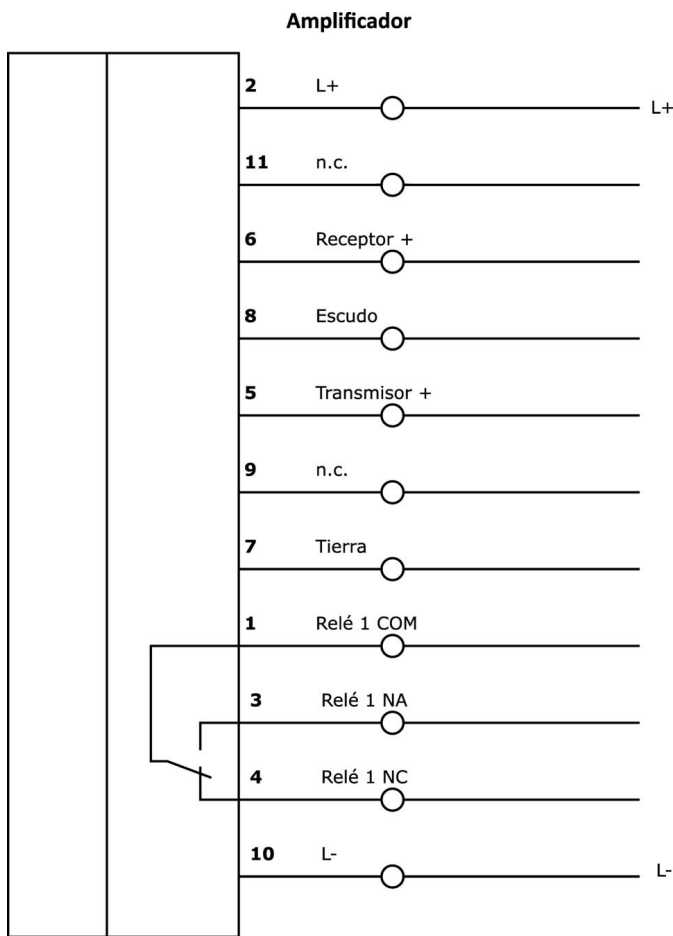 Amplificador
2 L+
L+
11 n.c.
6 Receptor +
8 Escudo
5 Transmisor +
9 n.c.
7 Tierra
1 Relé 1 COM
3 Relé 1 NA
4 Relé 1 NC
10 L-
L-